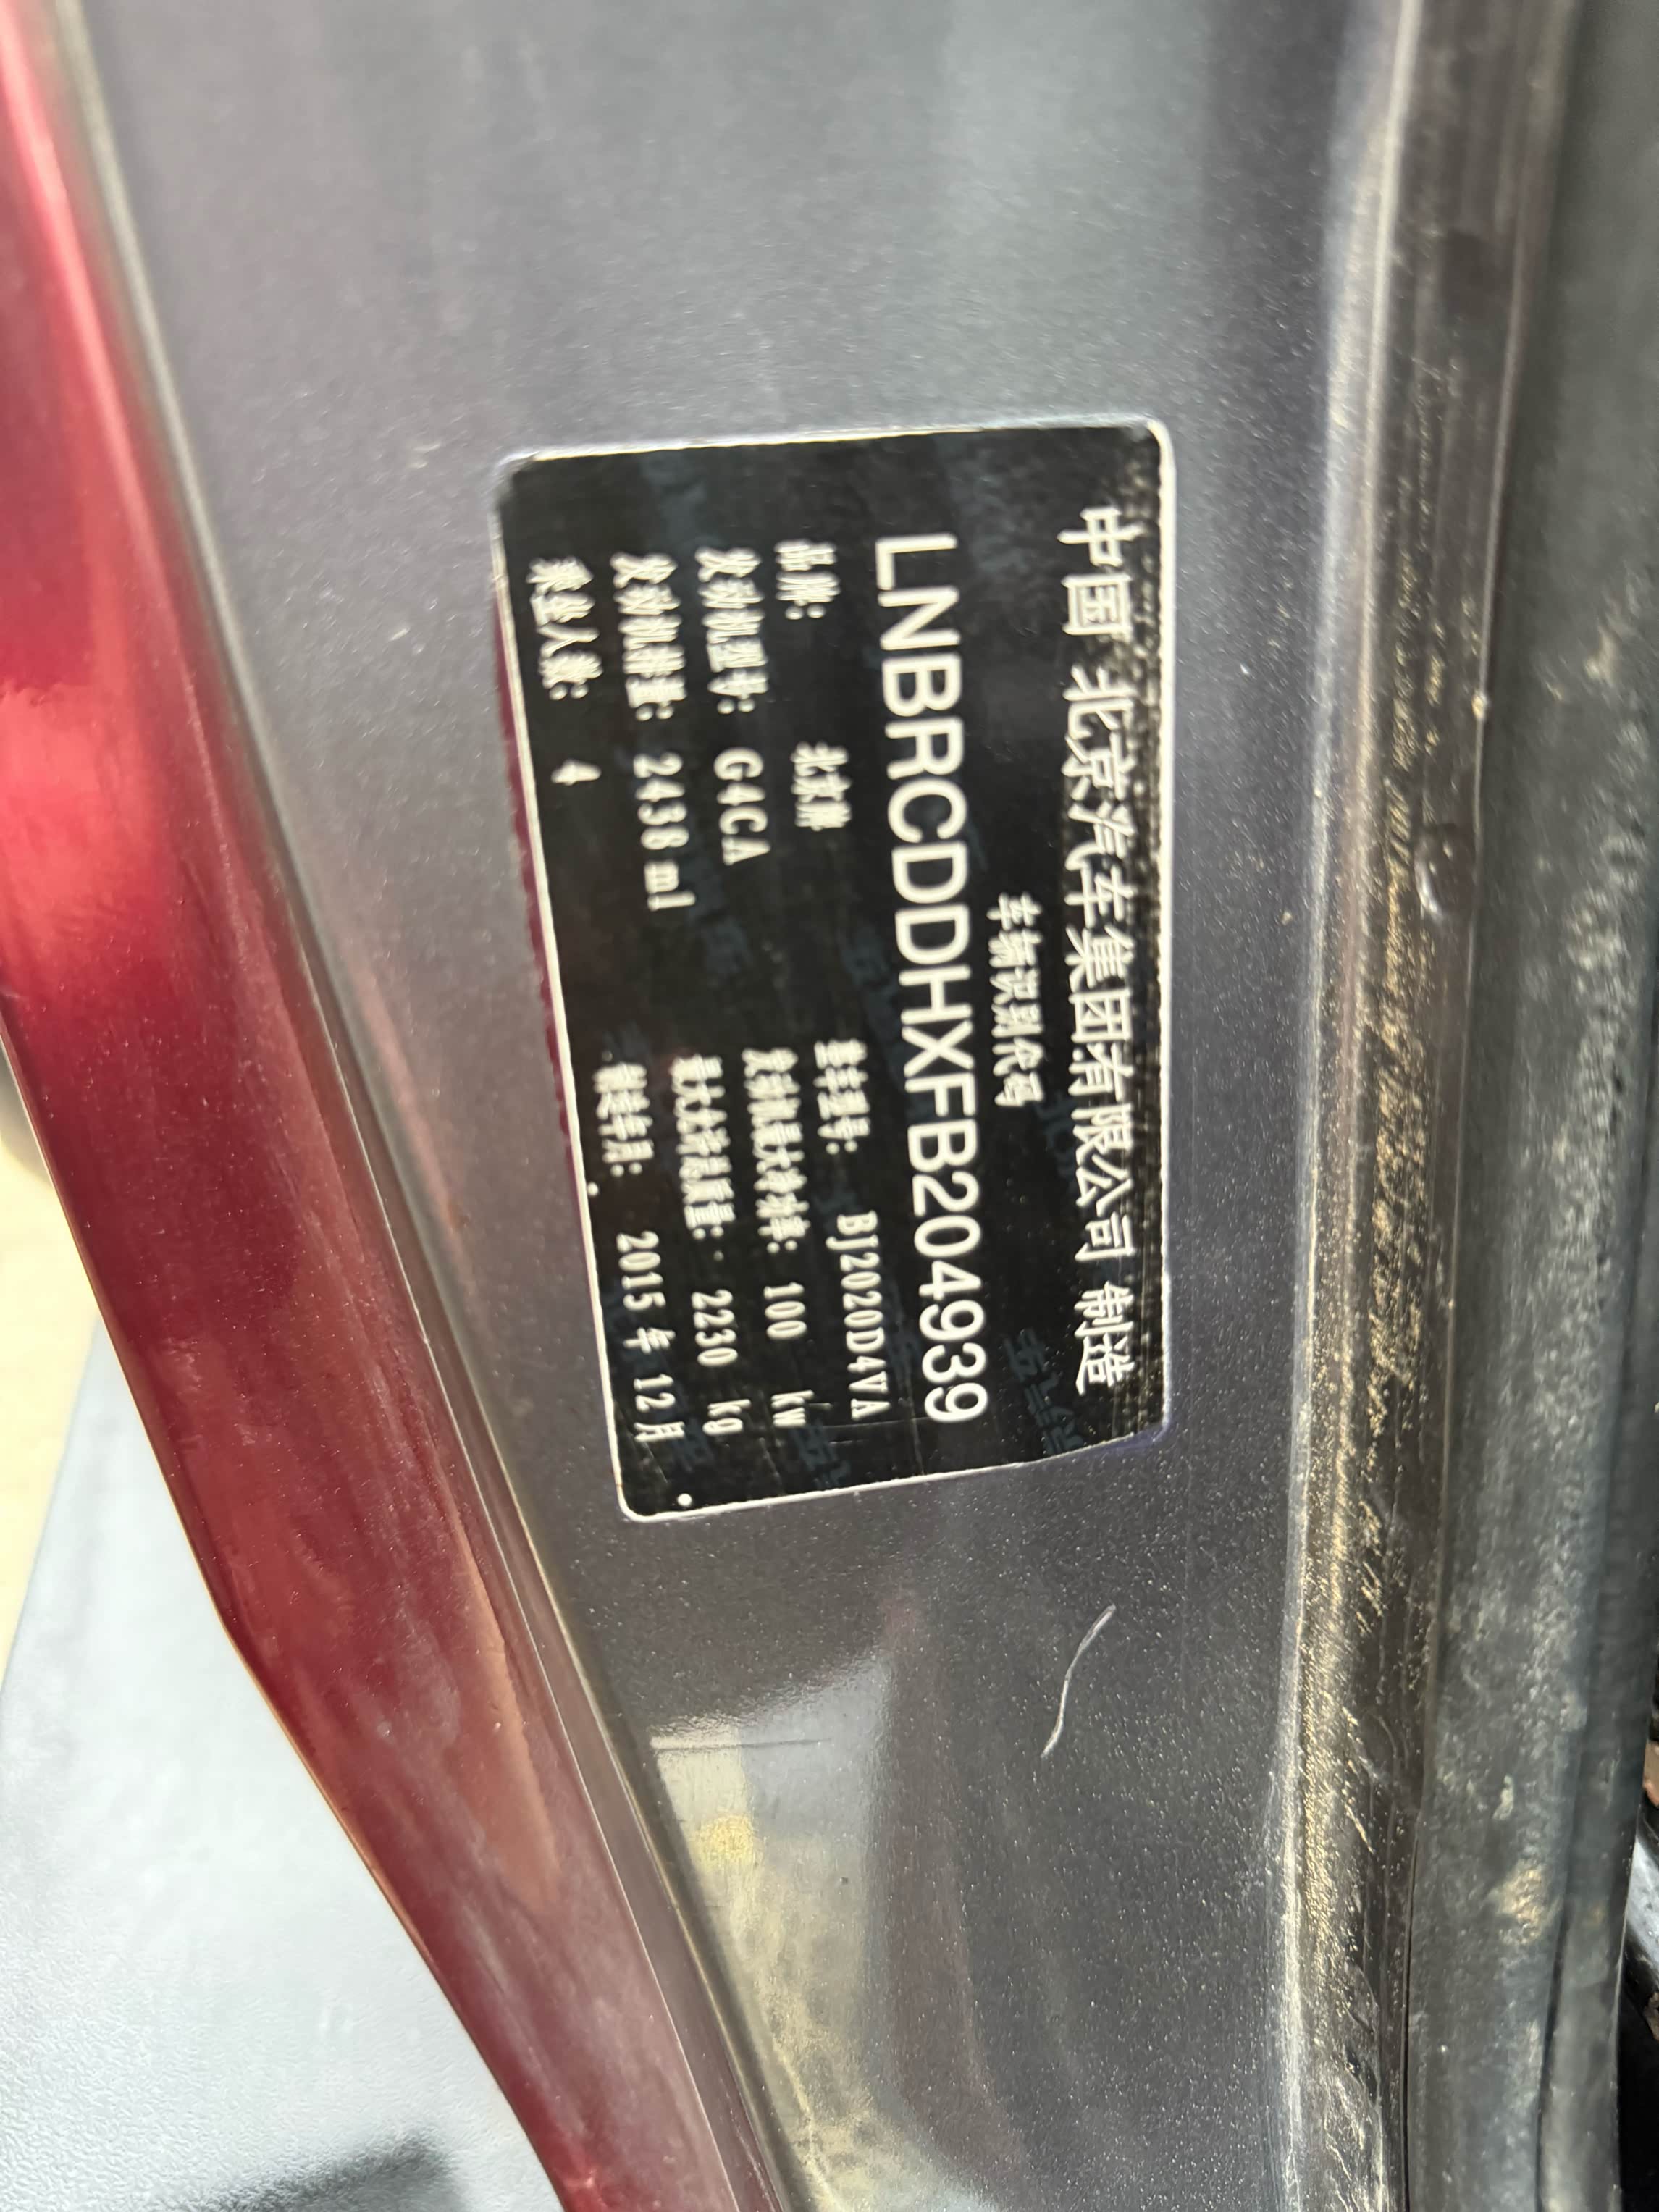 中国 北京汽车集团有限公司 制造
车辆识别代码
LNBRCDDHXFB204939
品牌: 北京牌 整车型号: BJ2020D4VA
发动机型号: G4CA 发动机最大净功率: 100 kw
发动机排量: 2438 ml 最大允许总质量: 2230 kg
乘坐人数: 4 制造年月: 2015 年 12 月